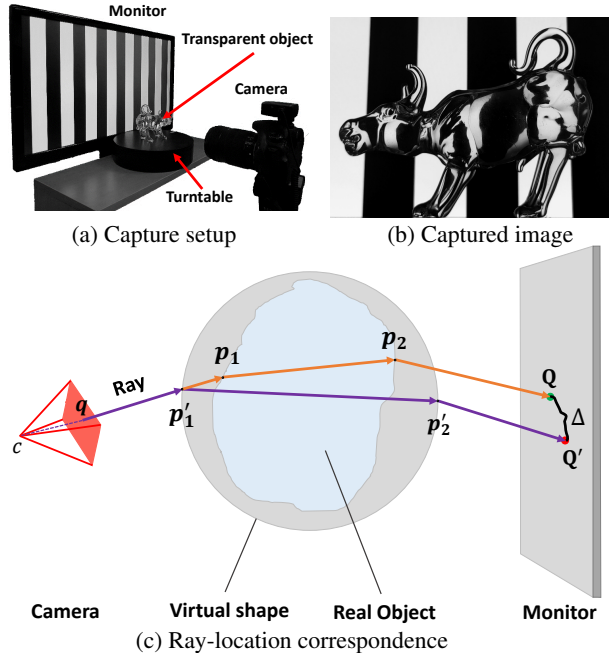 Monitor
Transparent object
Camera
Turntable
(a) Capture setup
(b) Captured image
p₁
p₂
Ray
q
p′₁
p′₂
Q
Δ
Q′
c
Camera
Virtual shape
Real Object
Monitor
(c) Ray-location correspondence